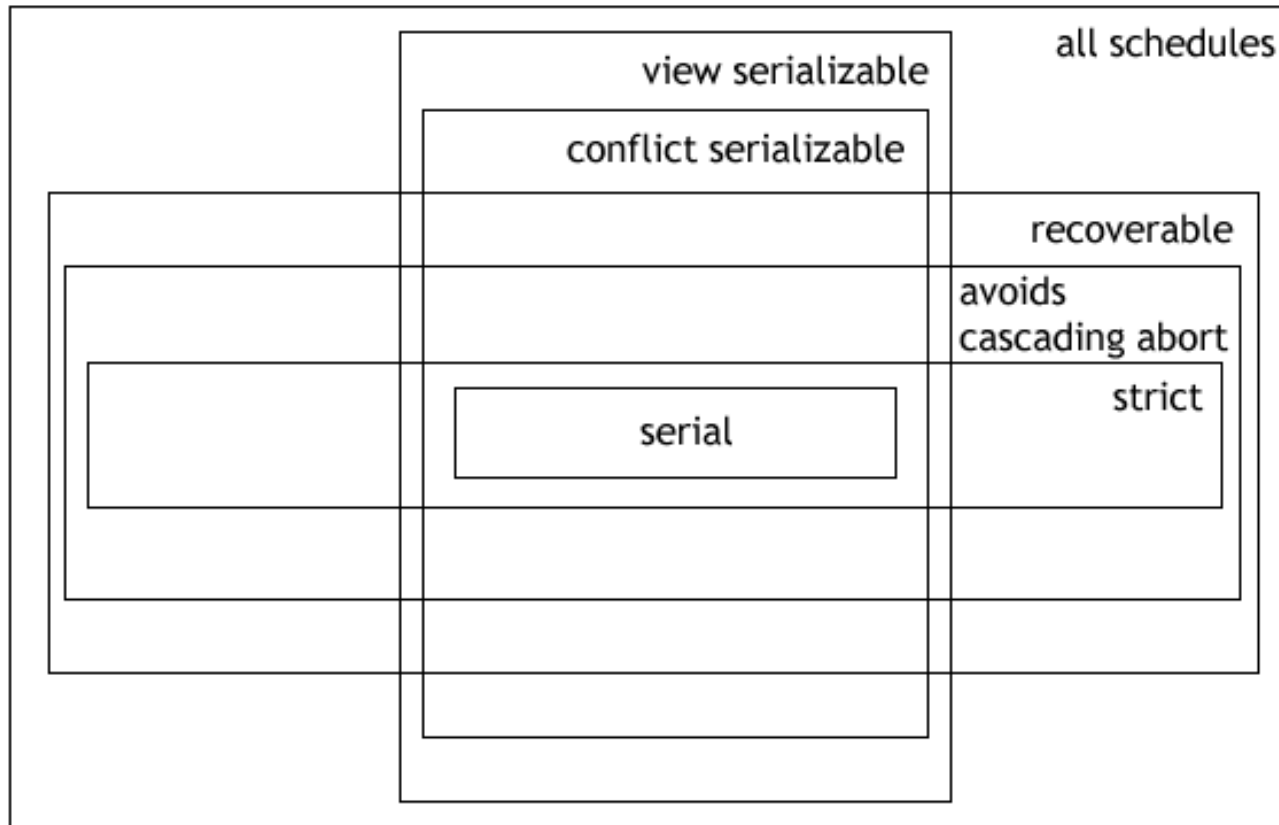 all schedules
view serializable
conflict serializable
recoverable
avoids
cascading abort
strict
serial